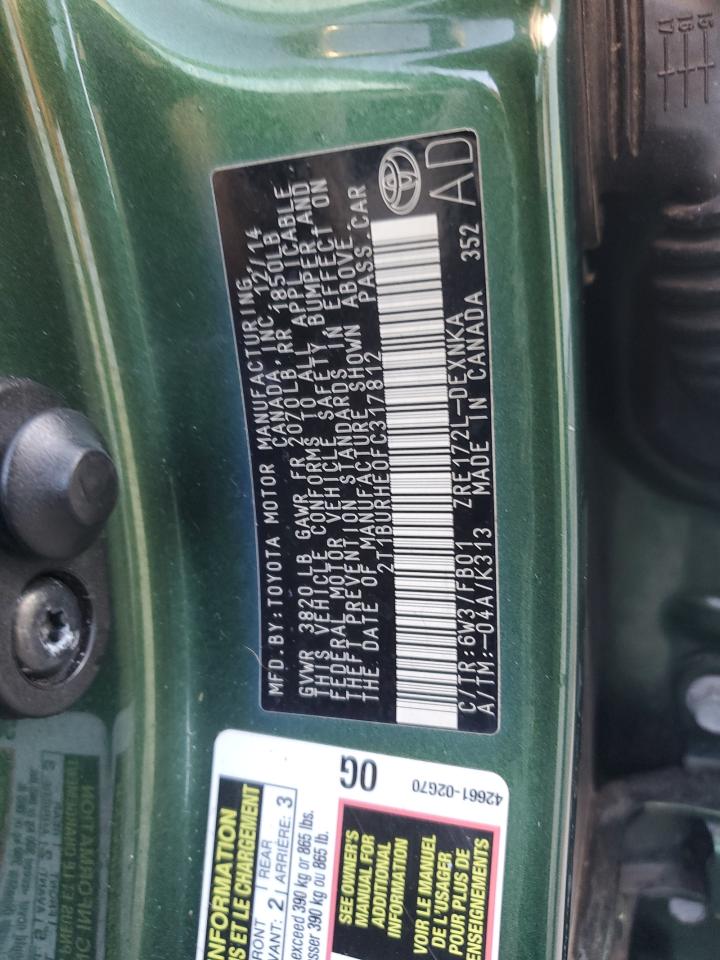 MFD.BY:TOYOTA MOTOR MANUFACTURING
CANADA,INC. 12/14
GVWR 3820LB GAWR FR 2070LB,RR 1850LB
THIS VEHICLE CONFORMS TO ALL APPLICABLE
FEDERAL MOTOR VEHICLE SAFETY, BUMPER, AND
THEFT PREVENTION STANDARDS IN EFFECT ON
THE DATE OF MANUFACTURE SHOWN ABOVE.
2T1BURHE0FC317812 PASS.CAR
C/TR:6W3/FB01 ZRE172L-DEXNKA
A/TM:-04A/K313 MADE IN CANADA 352
AD
INFORMATION
S ET LE CHARGEMENT
RONT
REAR
VANT: 2
ARRIÈRE: 3
exceed 390 kg or 865 lbs.
sser 390 kg ou 865 lb.
OG
42661-02G70
SEE OWNER'S
MANUAL FOR
ADDITIONAL
INFORMATION
VOIR LE MANUEL
DE L'USAGER
POUR PLUS DE
RENSEIGNEMENTS